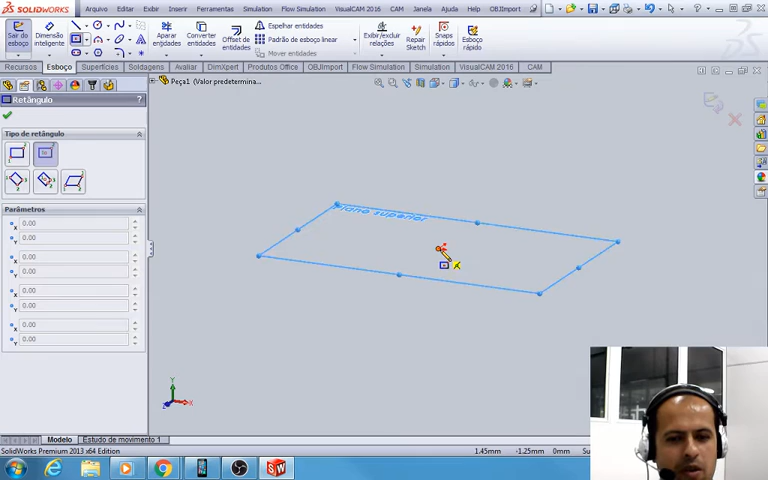 SOLIDWORKS
Arquivo Editar Exibir Inserir Ferramentas Simulation Flow Simulation VisualCAM CAM Janela Ajuda OBJImport
Sair do esboço
Dimensão inteligente
Aparar entidades
Converter entidades
Offset de entidades
Espelhar entidades
Padrão de esboço linear
Mover entidades
Exibir/excluir relações
Repair Sketch
Snaps rápidos
Esboço rápido
Recursos Esboço Superfícies Soldagens Avaliar DimXpert Produtos Office OBJImport Flow Simulation Simulation VisualCAM 2016 CAM
Peça1 (Valor predetermina...
Retângulo ?
Tipo de retângulo
Parâmetros
X 0.00
Y 0.00
X 0.00
Y 0.00
X 0.00
Y 0.00
X 0.00
Y 0.00
Plano superior
Y
X
Z
Modelo Estudo de movimento 1
SolidWorks Premium 2013 x64 Edition
1.45mm -1.25mm 0mm